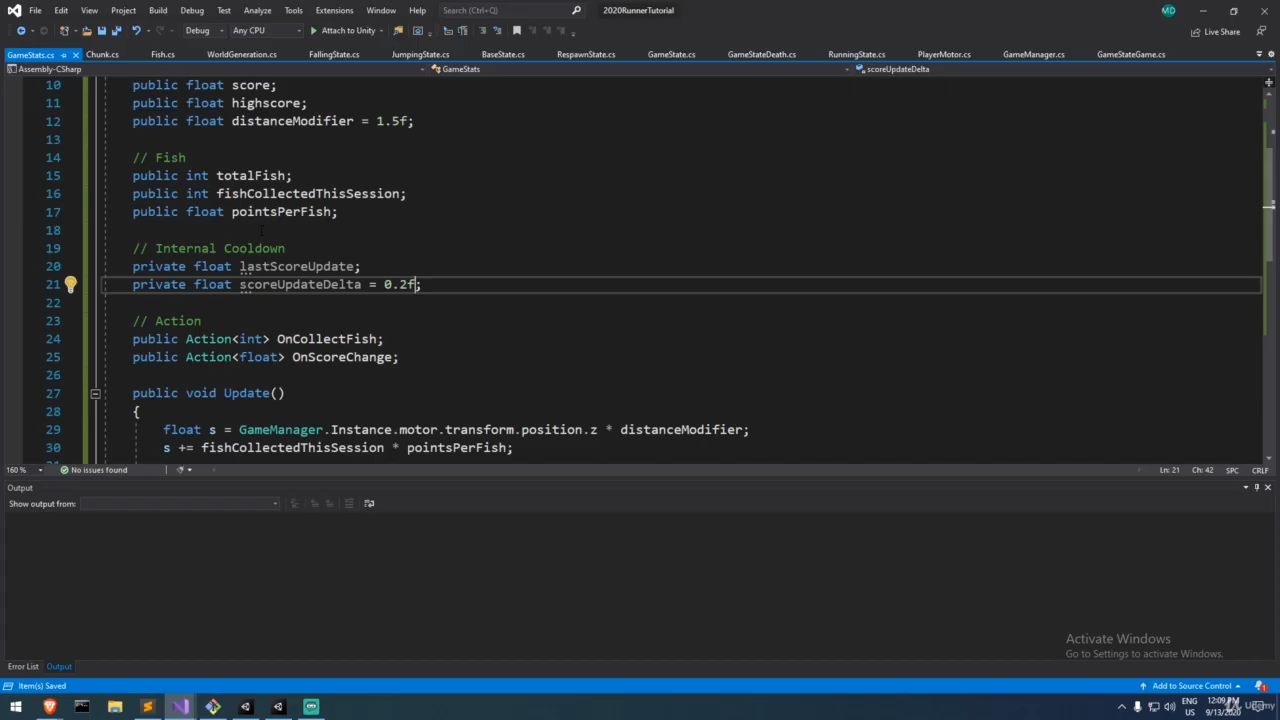 File Edit View Project Build Debug Test Analyze Tools Extensions Window Help Search (Ctrl+Q) 2020RunnerTutorial MD
Debug Any CPU Attach to Unity Live Share
GameStats.cs Chunk.cs Fish.cs WorldGeneration.cs FallingState.cs JumpingState.cs BaseState.cs RespawnState.cs GameState.cs GameStateDeath.cs RunningState.cs PlayerMotor.cs GameManager.cs GameStateGame.cs
Assembly-CSharp GameStats scoreUpdateDelta
10 public float score;
11 public float highscore;
12 public float distanceModifier = 1.5f;
13
14 // Fish
15 public int totalFish;
16 public int fishCollectedThisSession;
17 public float pointsPerFish;
18
19 // Internal Cooldown
20 private float lastScoreUpdate;
21 private float scoreUpdateDelta = 0.2f;
22
23 // Action
24 public Action<int> OnCollectFish;
25 public Action<float> OnScoreChange;
26
27 public void Update()
28 {
29 float s = GameManager.Instance.motor.transform.position.z * distanceModifier;
30 s += fishCollectedThisSession * pointsPerFish;
160 % No issues found Ln: 21 Ch: 42 SPC CRLF
Output
Show output from:
Activate Windows
Go to Settings to activate Windows.
Error List Output
Item(s) Saved Add to Source Control 1
ENG 12:09 PM
US 9/13/2020
Udemy